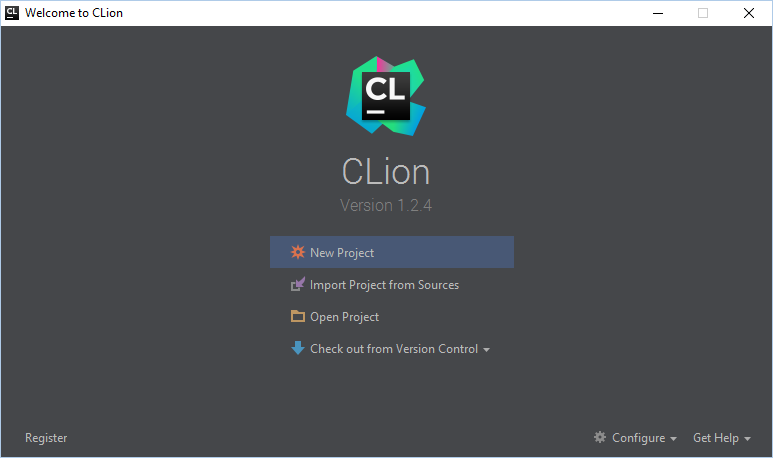 CL Welcome to CLion
CL
CLion
Version 1.2.4
New Project
Import Project from Sources
Open Project
Check out from Version Control
Register
Configure
Get Help